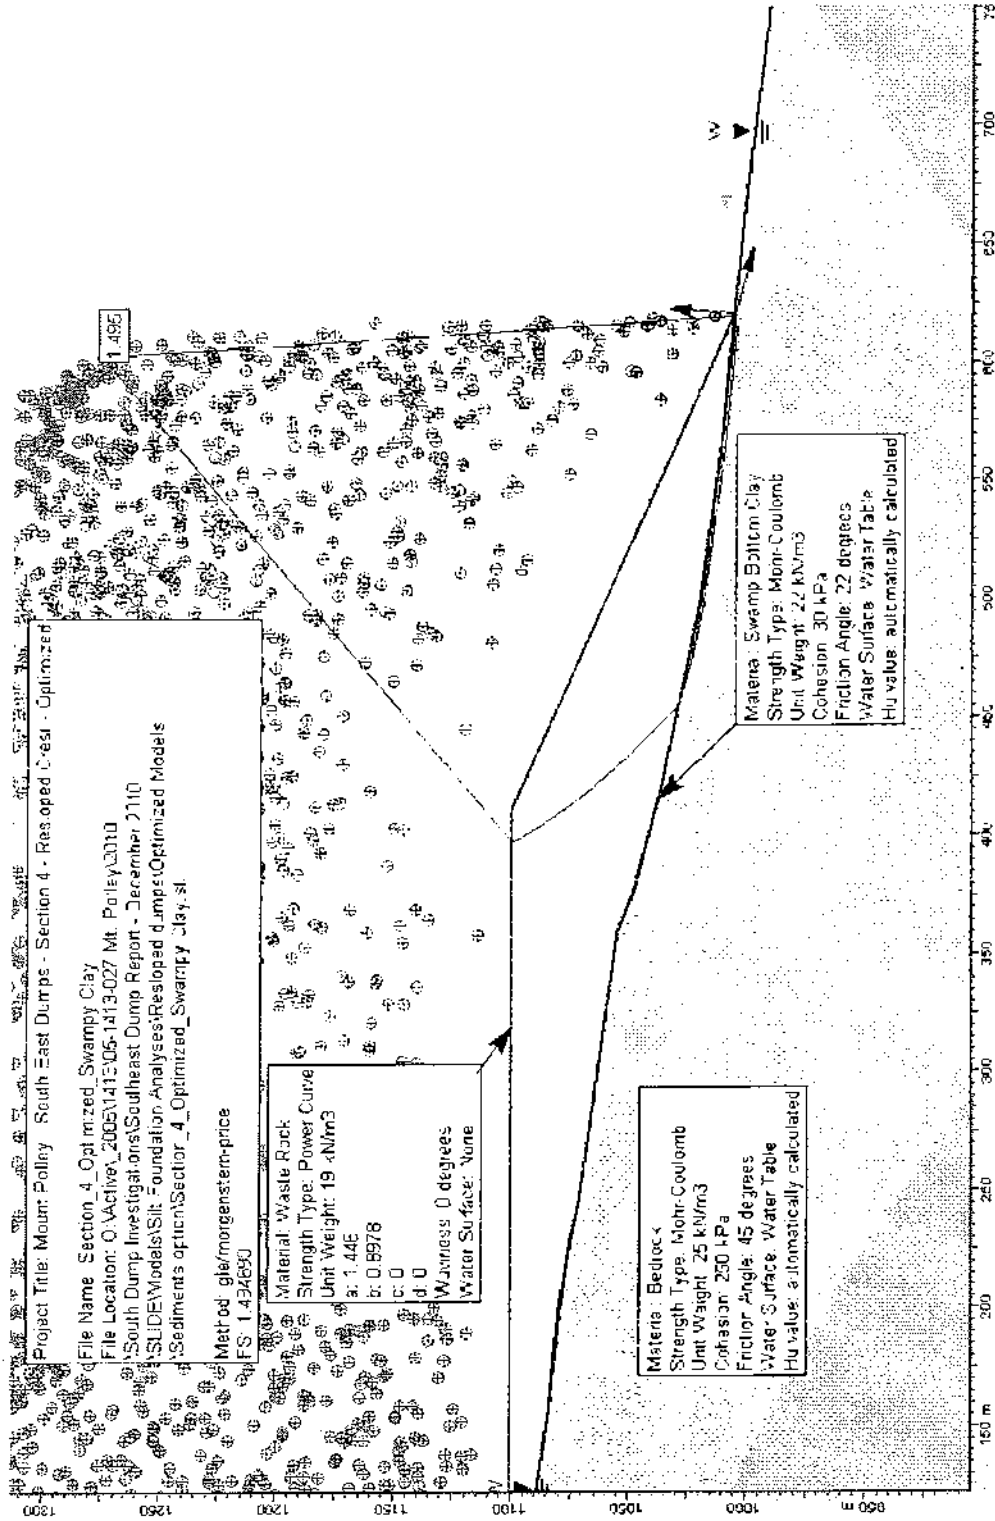 Project Title: Mount Polley South East Dumps - Section 4 - Resloped Crest - Optimized
File Name Section_4_Optimized_Swampy Clay
File Location: O:\Active\_2005\1413\05-1413-027 Mt. Polley\2010
\South Dump Investigations\Southeast Dump Report - December 2010
\SLIDE\Models\Silt Foundation Analyses\Resloped dumps\Optimized Models
\Sediments option\Section_4_Optimized_Swampy Clay.sli
Method: gle/morgenstern-price
FS: 1.494690
1.495
Material: Waste Rock
Strength Type: Power Curve
Unit Weight: 19 kN/m3
a: 1.446
b: 0.8978
c: 0
d: 0
Waviness: 0 degrees
Water Surface: None
Material: Swamp Bottom Clay
Strength Type: Mohr-Coulomb
Unit Weight: 22 kN/m3
Cohesion: 30 kPa
Friction Angle: 22 degrees
Water Surface: Water Table
Hu value: automatically calculated
Material: Bedrock
Strength Type: Mohr-Coulomb
Unit Weight: 25 kN/m3
Cohesion: 250 kPa
Friction Angle: 45 degrees
Water Surface: Water Table
Hu value: automatically calculated
W
W
1300
1250
1200
1150
1100
1050
1000
950 m
150 m
200
250
300
350
400
450
500
550
600
650
700
75